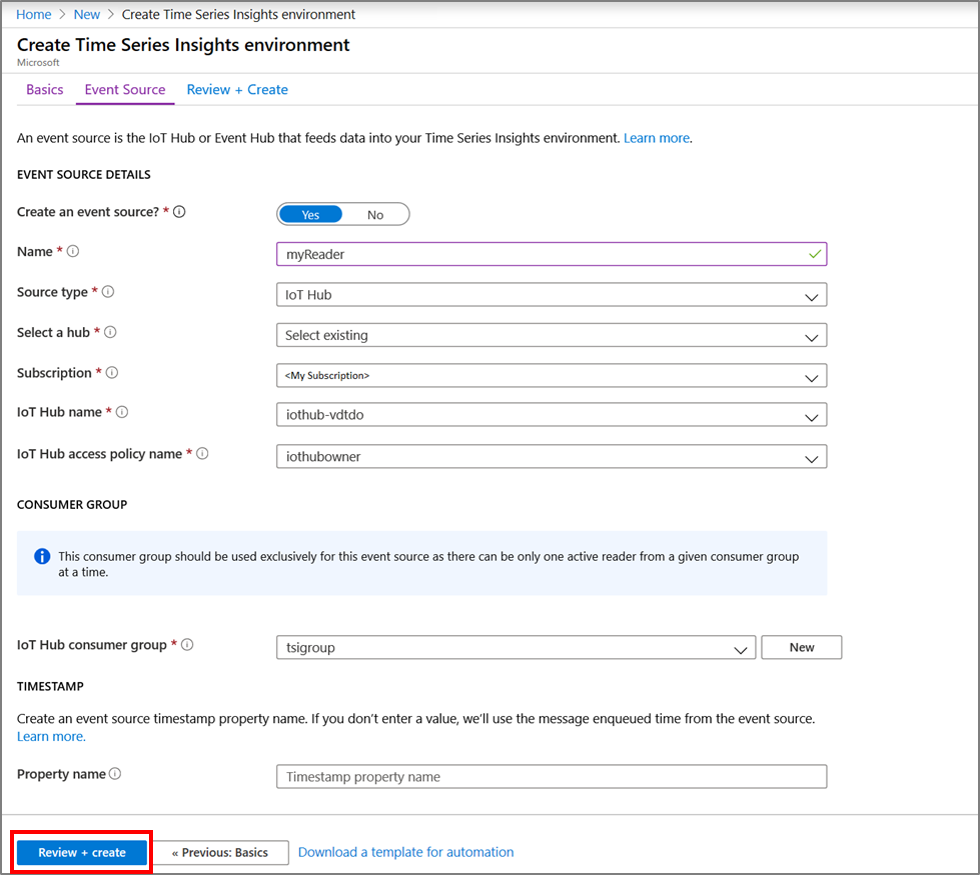 Home > New > Create Time Series Insights environment
Create Time Series Insights environment
Microsoft
Basics Event Source Review + Create
An event source is the IoT Hub or Event Hub that feeds data into your Time Series Insights environment. Learn more.
EVENT SOURCE DETAILS
Create an event source? * Yes No
Name * myReader
Source type * IoT Hub
Select a hub * Select existing
Subscription * <My Subscription>
IoT Hub name * iothub-vdtdo
IoT Hub access policy name * iothubowner
CONSUMER GROUP
This consumer group should be used exclusively for this event source as there can be only one active reader from a given consumer group
at a time.
IoT Hub consumer group * tsigroup New
TIMESTAMP
Create an event source timestamp property name. If you don't enter a value, we'll use the message enqueued time from the event source.
Learn more.
Property name Timestamp property name
Review + create « Previous: Basics Download a template for automation